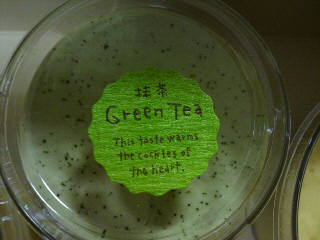 抹茶
Green Tea
This taste warms
the cockles of
the heart.